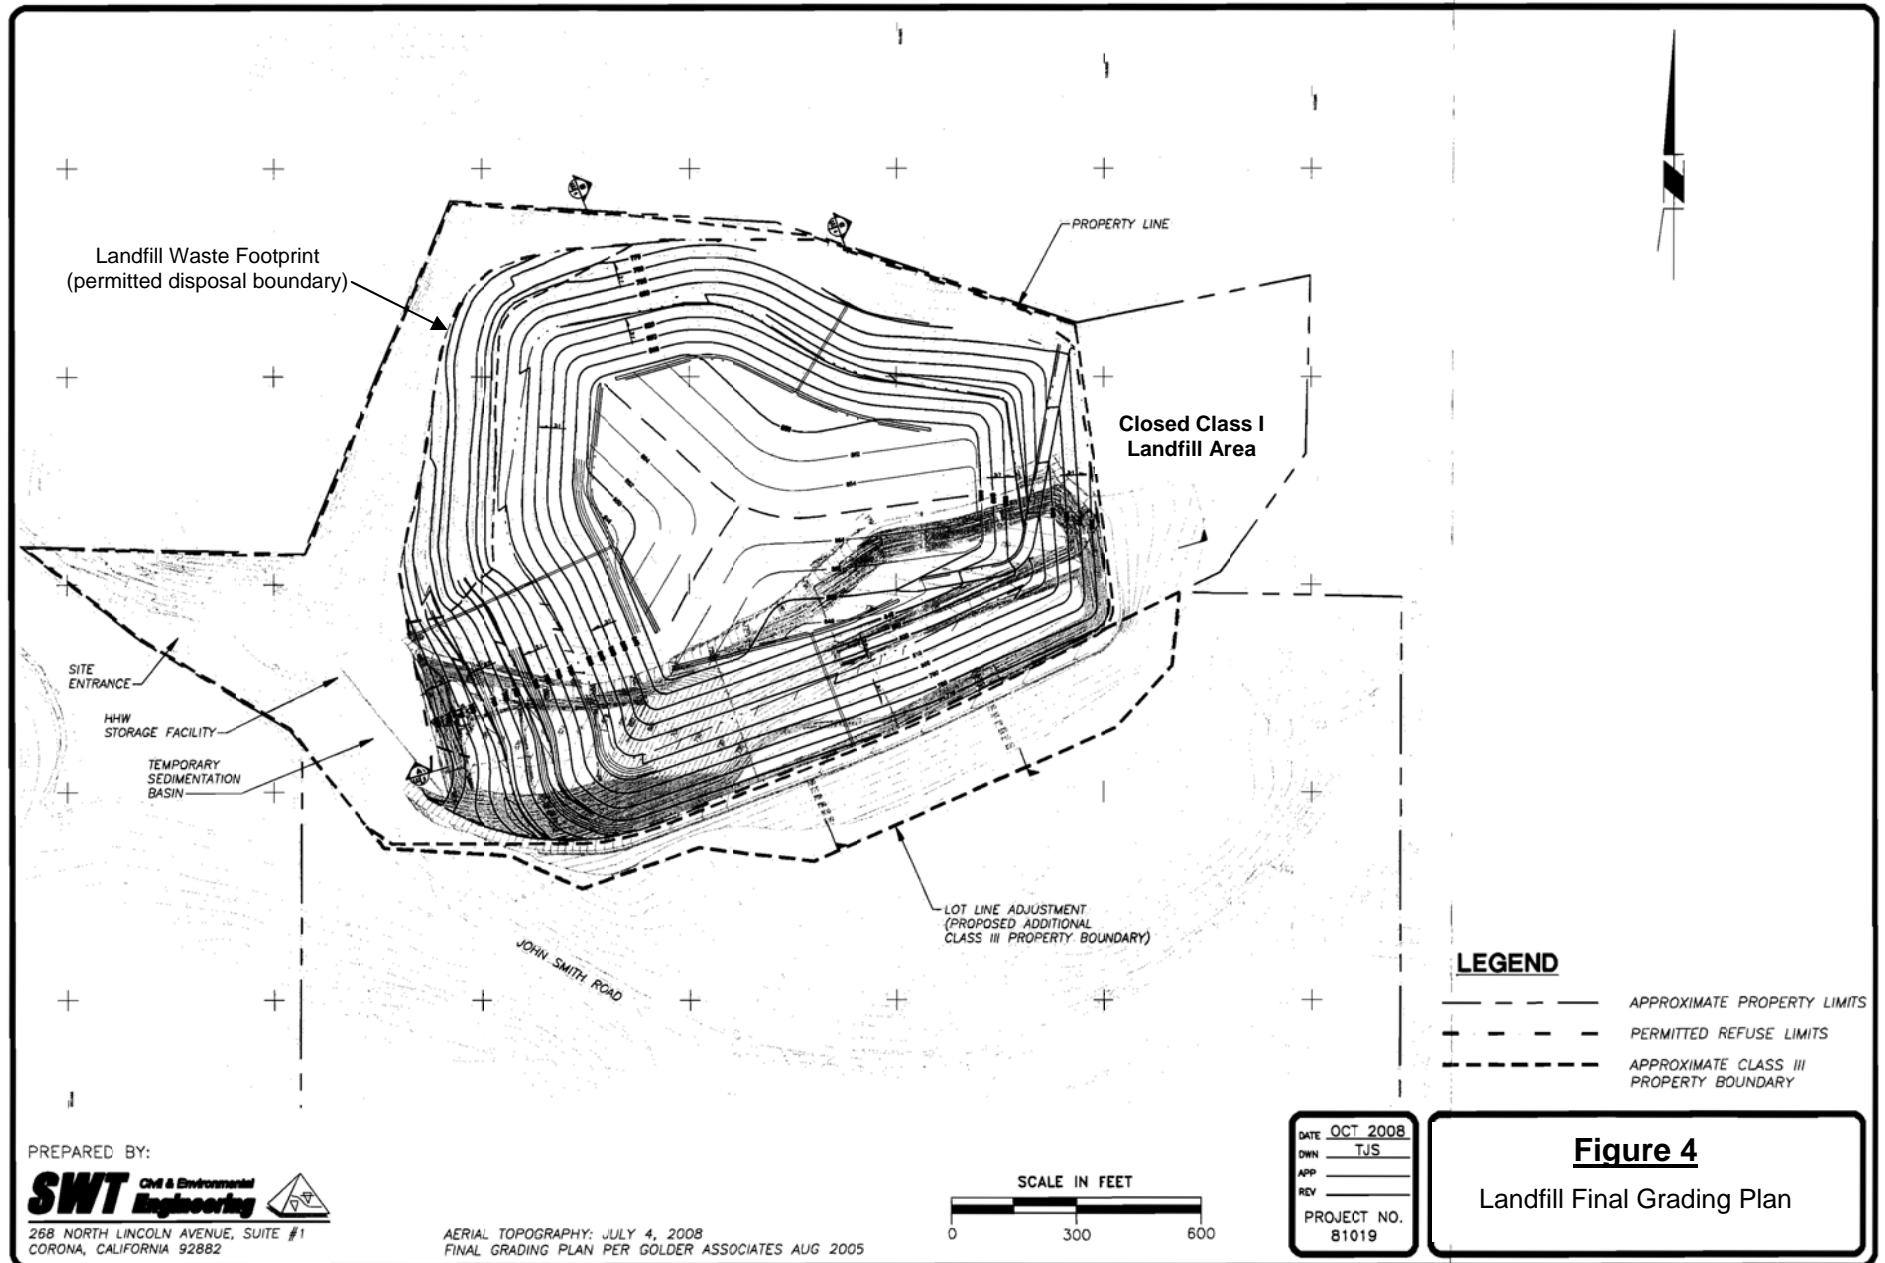 Landfill Waste Footprint
(permitted disposal boundary)
PROPERTY LINE
Closed Class I
Landfill Area
SITE
ENTRANCE
HHW
STORAGE FACILITY
TEMPORARY
SEDIMENTATION
BASIN
LOT LINE ADJUSTMENT
(PROPOSED ADDITIONAL
CLASS III PROPERTY BOUNDARY)
JOHN SMITH ROAD
LEGEND
APPROXIMATE PROPERTY LIMITS
PERMITTED REFUSE LIMITS
APPROXIMATE CLASS III
PROPERTY BOUNDARY
PREPARED BY:
SWT Civil & Environmental
Engineering
268 NORTH LINCOLN AVENUE, SUITE #1
CORONA, CALIFORNIA 92882
AERIAL TOPOGRAPHY: JULY 4, 2008
FINAL GRADING PLAN PER GOLDER ASSOCIATES AUG 2005
SCALE IN FEET
0 300 600
DATE OCT 2008
DWN TJS
APP
REV
PROJECT NO.
81019
Figure 4
Landfill Final Grading Plan